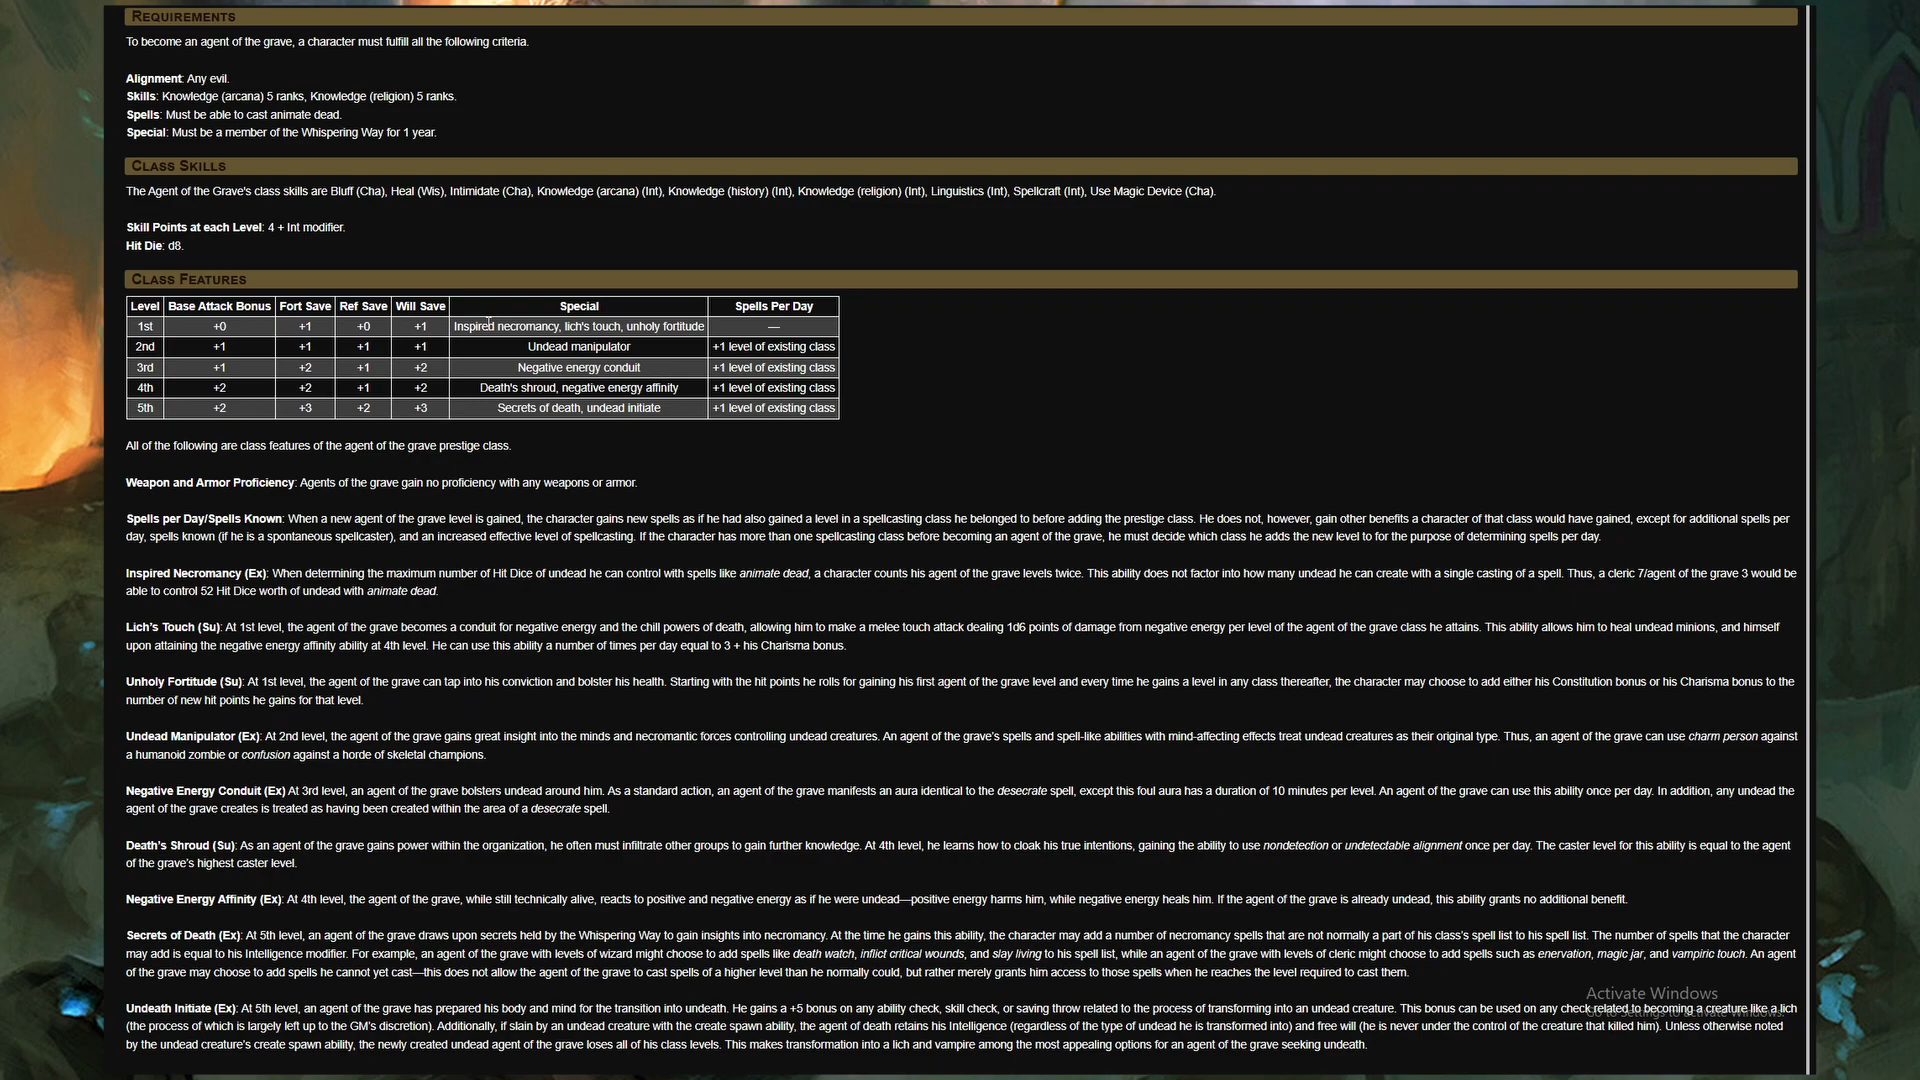 REQUIREMENTS
To become an agent of the grave, a character must fulfill all the following criteria.
Alignment: Any evil.
Skills: Knowledge (arcana) 5 ranks, Knowledge (religion) 5 ranks.
Spells: Must be able to cast animate dead.
Special: Must be a member of the Whispering Way for 1 year.
CLASS SKILLS
The Agent of the Grave's class skills are Bluff (Cha), Heal (Wis), Intimidate (Cha), Knowledge (arcana) (Int), Knowledge (history) (Int), Knowledge (religion) (Int), Linguistics (Int), Spellcraft (Int), Use Magic Device (Cha).
Skill Points at each Level: 4 + Int modifier.
Hit Die: d8.
CLASS FEATURES
Level Base Attack Bonus Fort Save Ref Save Will Save Special Spells Per Day
1st +0 +1 +0 +1 Inspired necromancy, lich's touch, unholy fortitude —
2nd +1 +1 +1 +1 Undead manipulator +1 level of existing class
3rd +1 +2 +1 +2 Negative energy conduit +1 level of existing class
4th +2 +2 +1 +2 Death's shroud, negative energy affinity +1 level of existing class
5th +2 +3 +2 +3 Secrets of death, undead initiate +1 level of existing class
All of the following are class features of the agent of the grave prestige class.
Weapon and Armor Proficiency: Agents of the grave gain no proficiency with any weapons or armor.
Spells per Day/Spells Known: When a new agent of the grave level is gained, the character gains new spells as if he had also gained a level in a spellcasting class he belonged to before adding the prestige class. He does not, however, gain other benefits a character of that class would have gained, except for additional spells per
day, spells known (if he is a spontaneous spellcaster), and an increased effective level of spellcasting. If the character has more than one spellcasting class before becoming an agent of the grave, he must decide which class he adds the new level to for the purpose of determining spells per day.
Inspired Necromancy (Ex): When determining the maximum number of Hit Dice of undead he can control with spells like animate dead, a character counts his agent of the grave levels twice. This ability does not factor into how many undead he can create with a single casting of a spell. Thus, a cleric 7/agent of the grave 3 would be
able to control 52 Hit Dice worth of undead with animate dead.
Lich's Touch (Su): At 1st level, the agent of the grave becomes a conduit for negative energy and the chill powers of death, allowing him to make a melee touch attack dealing 1d6 points of damage from negative energy per level of the agent of the grave class he attains. This ability allows him to heal undead minions, and himself
upon attaining the negative energy affinity ability at 4th level. He can use this ability a number of times per day equal to 3 + his Charisma bonus.
Unholy Fortitude (Su): At 1st level, the agent of the grave can tap into his conviction and bolster his health. Starting with the hit points he rolls for gaining his first agent of the grave level and every time he gains a level in any class thereafter, the character may choose to add either his Constitution bonus or his Charisma bonus to the
number of new hit points he gains for that level.
Undead Manipulator (Ex): At 2nd level, the agent of the grave gains great insight into the minds and necromantic forces controlling undead creatures. An agent of the grave's spells and spell-like abilities with mind-affecting effects treat undead creatures as their original type. Thus, an agent of the grave can use charm person against
a humanoid zombie or confusion against a horde of skeletal champions.
Negative Energy Conduit (Ex) At 3rd level, an agent of the grave bolsters undead around him. As a standard action, an agent of the grave manifests an aura identical to the desecrate spell, except this foul aura has a duration of 10 minutes per level. An agent of the grave can use this ability once per day. In addition, any undead the
agent of the grave creates is treated as having been created within the area of a desecrate spell.
Death's Shroud (Su): As an agent of the grave gains power within the organization, he often must infiltrate other groups to gain further knowledge. At 4th level, he learns how to cloak his true intentions, gaining the ability to use nondetection or undetectable alignment once per day. The caster level for this ability is equal to the agent
of the grave's highest caster level.
Negative Energy Affinity (Ex): At 4th level, the agent of the grave, while still technically alive, reacts to positive and negative energy as if he were undead—positive energy harms him, while negative energy heals him. If the agent of the grave is already undead, this ability grants no additional benefit.
Secrets of Death (Ex): At 5th level, an agent of the grave draws upon secrets held by the Whispering Way to gain insights into necromancy. At the time he gains this ability, the character may add a number of necromancy spells that are not normally a part of his class's spell list to his spell list. The number of spells that the character
may add is equal to his Intelligence modifier. For example, an agent of the grave with levels of wizard might choose to add spells like death watch, inflict critical wounds, and slay living to his spell list, while an agent of the grave with levels of cleric might choose to add spells such as enervation, magic jar, and vampiric touch. An agent
of the grave may choose to add spells he cannot yet cast—this does not allow the agent of the grave to cast spells of a higher level than he normally could, but rather merely grants him access to those spells when he reaches the level required to cast them.
Activate Windows
Undeath Initiate (Ex): At 5th level, an agent of the grave has prepared his body and mind for the transition into undeath. He gains a +5 bonus on any ability check, skill check, or saving throw related to the process of transforming into an undead creature. This bonus can be used on any check related to becoming a creature like a lich
Go to Settings to activate Windows.
(the process of which is largely left up to the GM's discretion). Additionally, if slain by an undead creature with the create spawn ability, the agent of death retains his Intelligence (regardless of the type of undead he is transformed into) and free will (he is never under the control of the creature that killed him). Unless otherwise noted
by the undead creature's create spawn ability, the newly created undead agent of the grave loses all of his class levels. This makes transformation into a lich and vampire among the most appealing options for an agent of the grave seeking undeath.